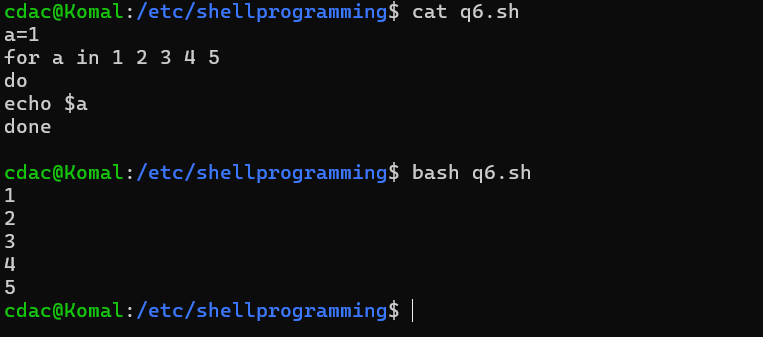 cdac@Komal:/etc/shellprogramming$ cat q6.sh
a=1
for a in 1 2 3 4 5
do
echo $a
done

cdac@Komal:/etc/shellprogramming$ bash q6.sh
1
2
3
4
5
cdac@Komal:/etc/shellprogramming$